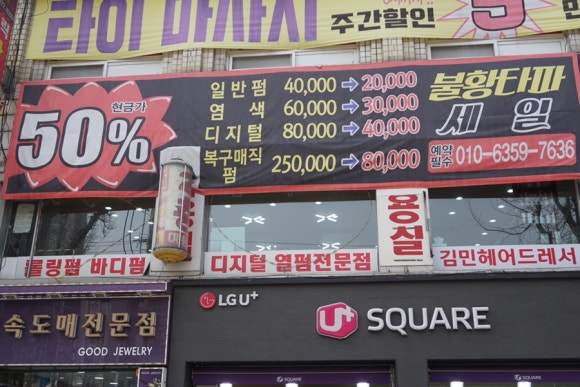 타이 마사지
주간할인
50%
현금가
일반펌 40,000 → 20,000
염색 60,000 → 30,000
디지털 80,000 → 40,000
복구매직펌 250,000 → 80,000
불황타파
세일
예약필수 010-6359-7636
물링펌 바디펌
디지털 열펌전문점
용실
김민헤어드레서
속도매전문점
GOOD JEWELRY
LG U+
U+ SQUARE
U+ SQUARE
U+ SQUARE